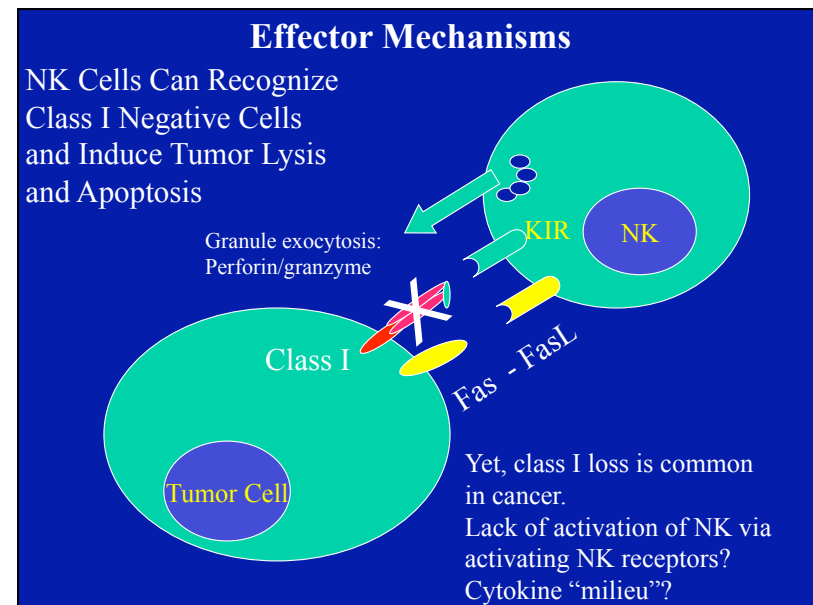 Effector Mechanisms
NK Cells Can Recognize
Class I Negative Cells
and Induce Tumor Lysis
and Apoptosis
Granule exocytosis:
Perforin/granzyme
KIR
NK
Class I
Fas - FasL
Tumor Cell
Yet, class I loss is common
in cancer.
Lack of activation of NK via
activating NK receptors?
Cytokine “milieu”?